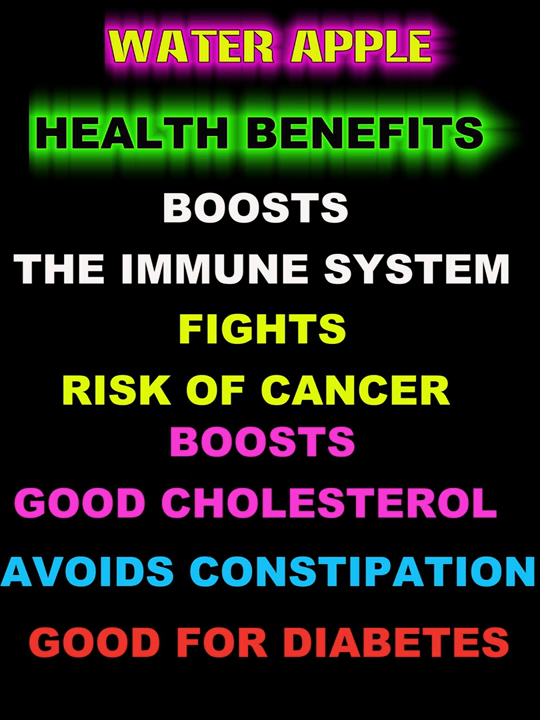 WATER APPLE
HEALTH BENEFITS
BOOSTS
THE IMMUNE SYSTEM
FIGHTS
RISK OF CANCER
BOOSTS
GOOD CHOLESTEROL
AVOIDS CONSTIPATION
GOOD FOR DIABETES